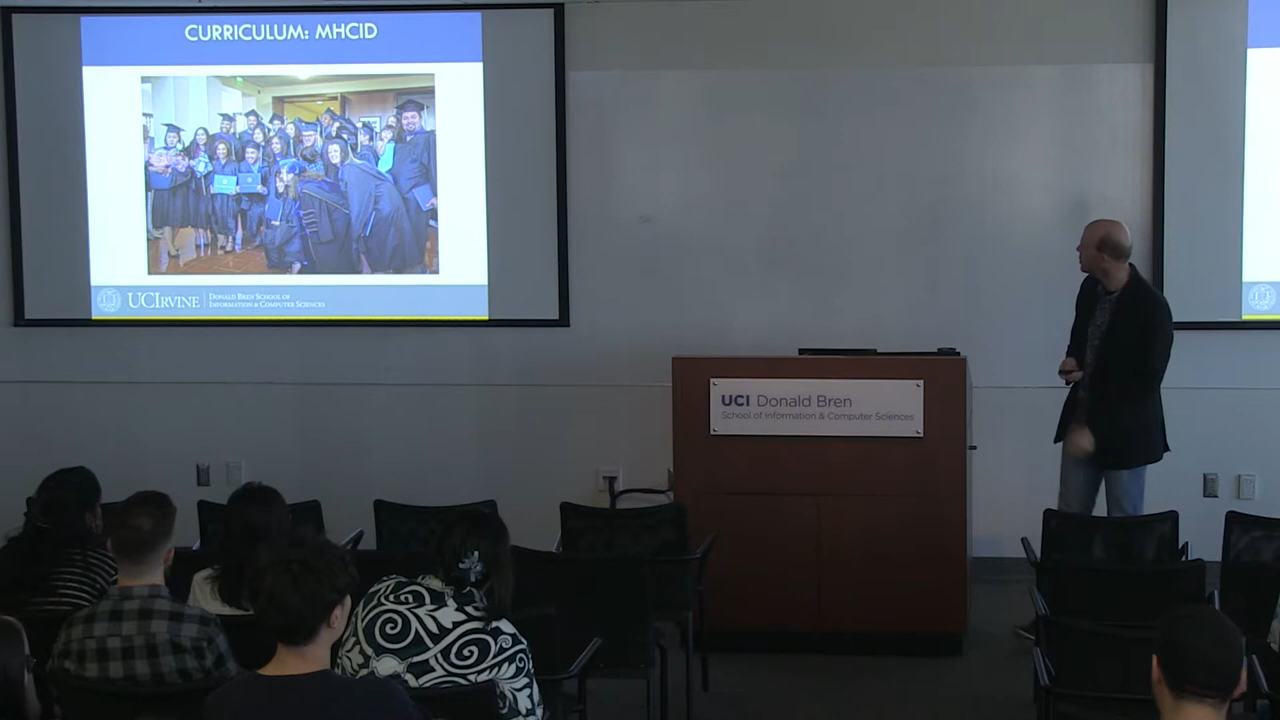 CURRICULUM: MHCID
UCIRVINE
DONALD BREN SCHOOL OF
INFORMATION & COMPUTER SCIENCES
UCI Donald Bren
School of Information & Computer Sciences